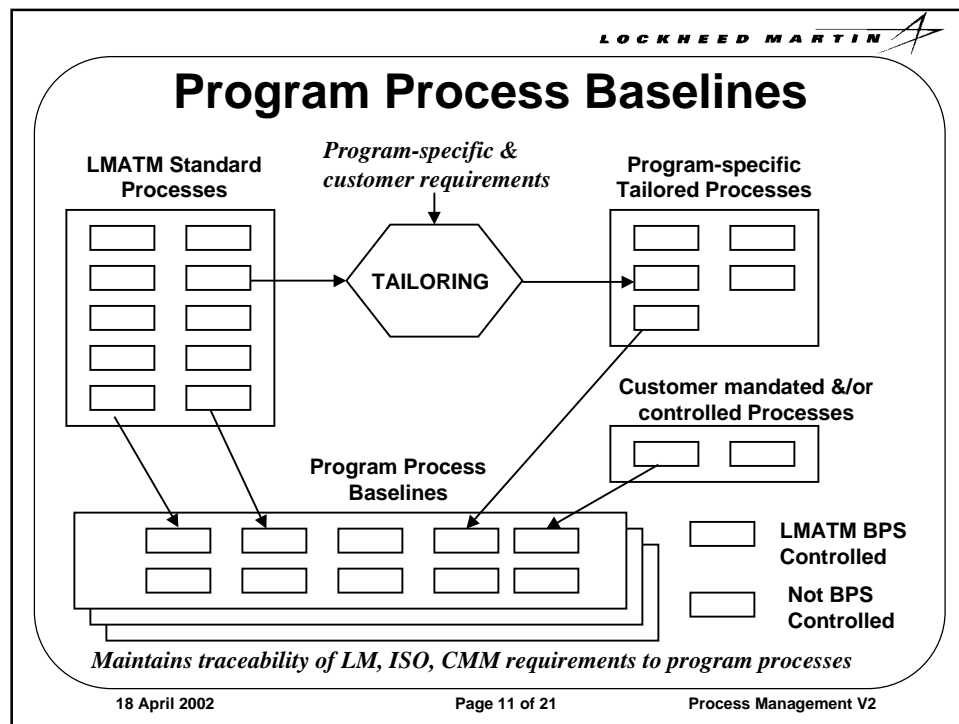 LOCKHEED MARTIN
Program Process Baselines
LMATM Standard
Processes
Program-specific &
customer requirements
Program-specific
Tailored Processes
TAILORING
Customer mandated &/or
controlled Processes
Program Process
Baselines
LMATM BPS
Controlled
Not BPS
Controlled
Maintains traceability of LM, ISO, CMM requirements to program processes
18 April 2002
Page 11 of 21
Process Management V2